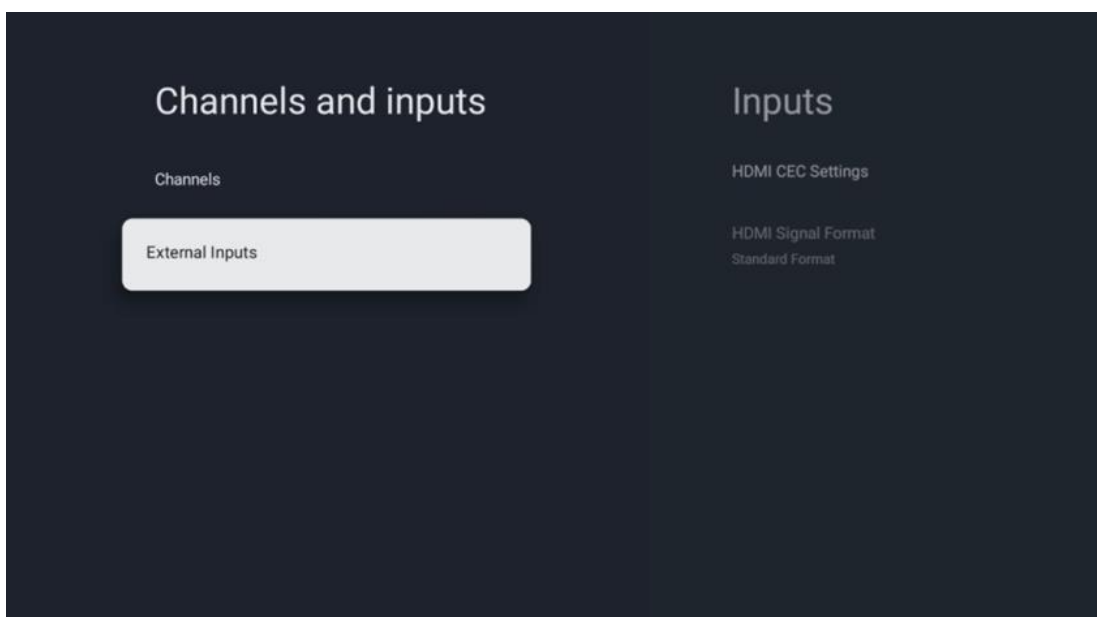 Channels and inputs
Channels
External Inputs
Inputs
HDMI CEC Settings
HDMI Signal Format
Standard Format